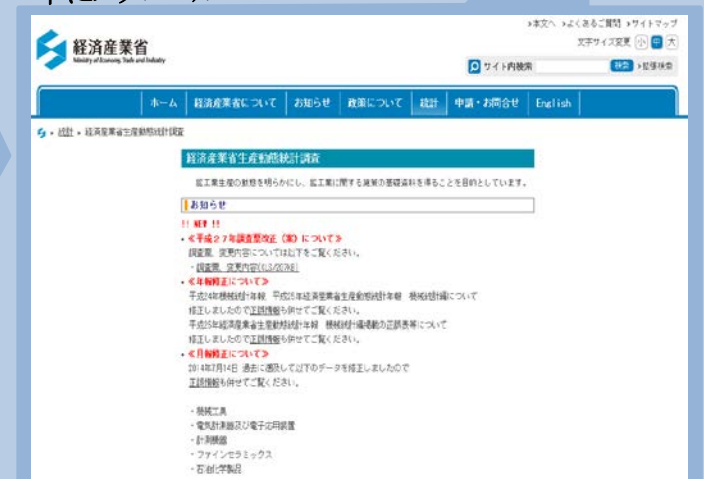 ›本文へ ›よくあるご質問 ›サイトマップ
文字サイズ変更 小 中 大
経済産業省
Ministry of Economy, Trade and Industry
サイト内検索 検索 ›拡張検索
ホーム 経済産業省について お知らせ 政策について 統計 申請・お問合せ English
▸ 統計 ▸ 経済産業省生産動態統計調査
経済産業省生産動態統計調査
鉱工業生産の動態を明らかにし、鉱工業に関する施策の基礎資料を得ることを目的としています。
お知らせ
!! NEW !!
・≪平成27年調査票改正(案)について≫
調査票、変更内容については以下をご覧ください。
・≪年報修正について≫
平成24年機械統計年報、平成25年経済産業省生産動態統計年報 機械統計編について
修正しましたので正誤情報も併せてご覧ください。
平成25年経済産業省生産動態統計年報 機械統計編掲載の正誤表等について
修正しましたので正誤情報も併せてご覧ください。
・≪月報修正について≫
2014年7月14日 過去に遡及して以下のデータを修正しましたので
正誤情報も併せてご覧ください。
・機械工具
・電気計測器及び電子応用装置
・計測機器
・ファインセラミックス
・石油化学製品